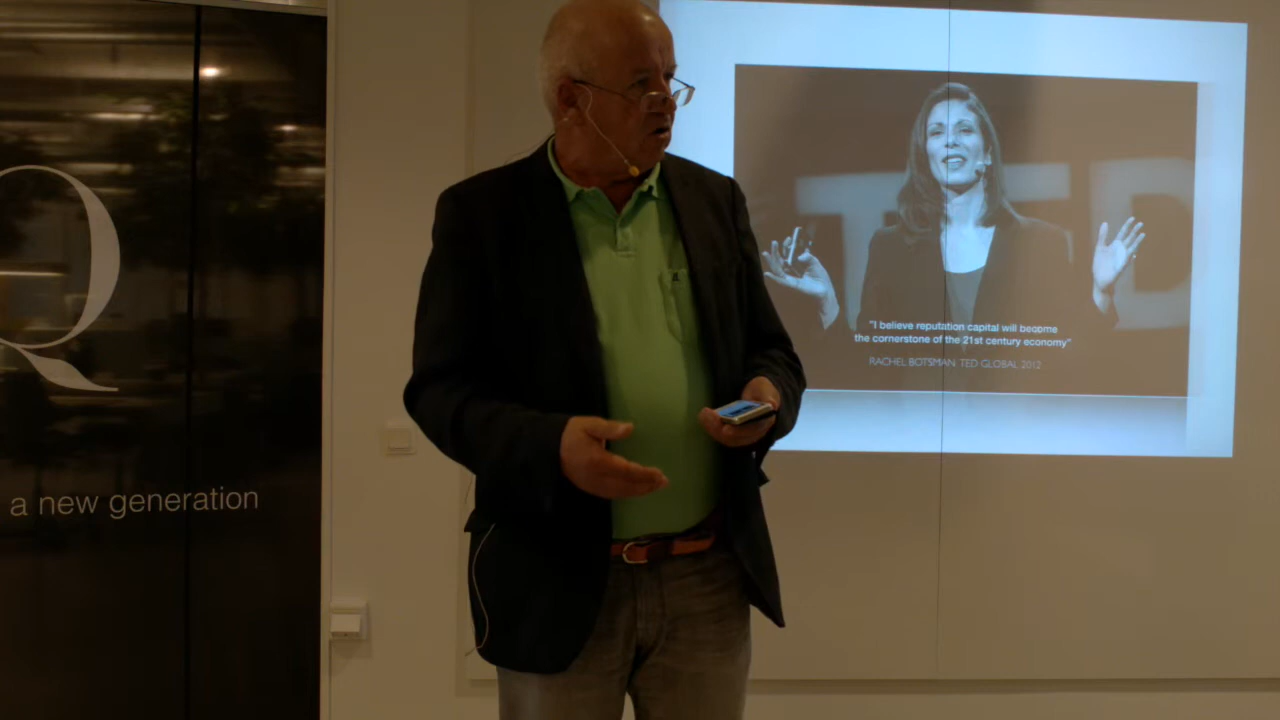 Q
a new generation
TED
"I believe reputation capital will become
the cornerstone of the 21st century economy"
RACHEL BOTSMAN TED GLOBAL 2012